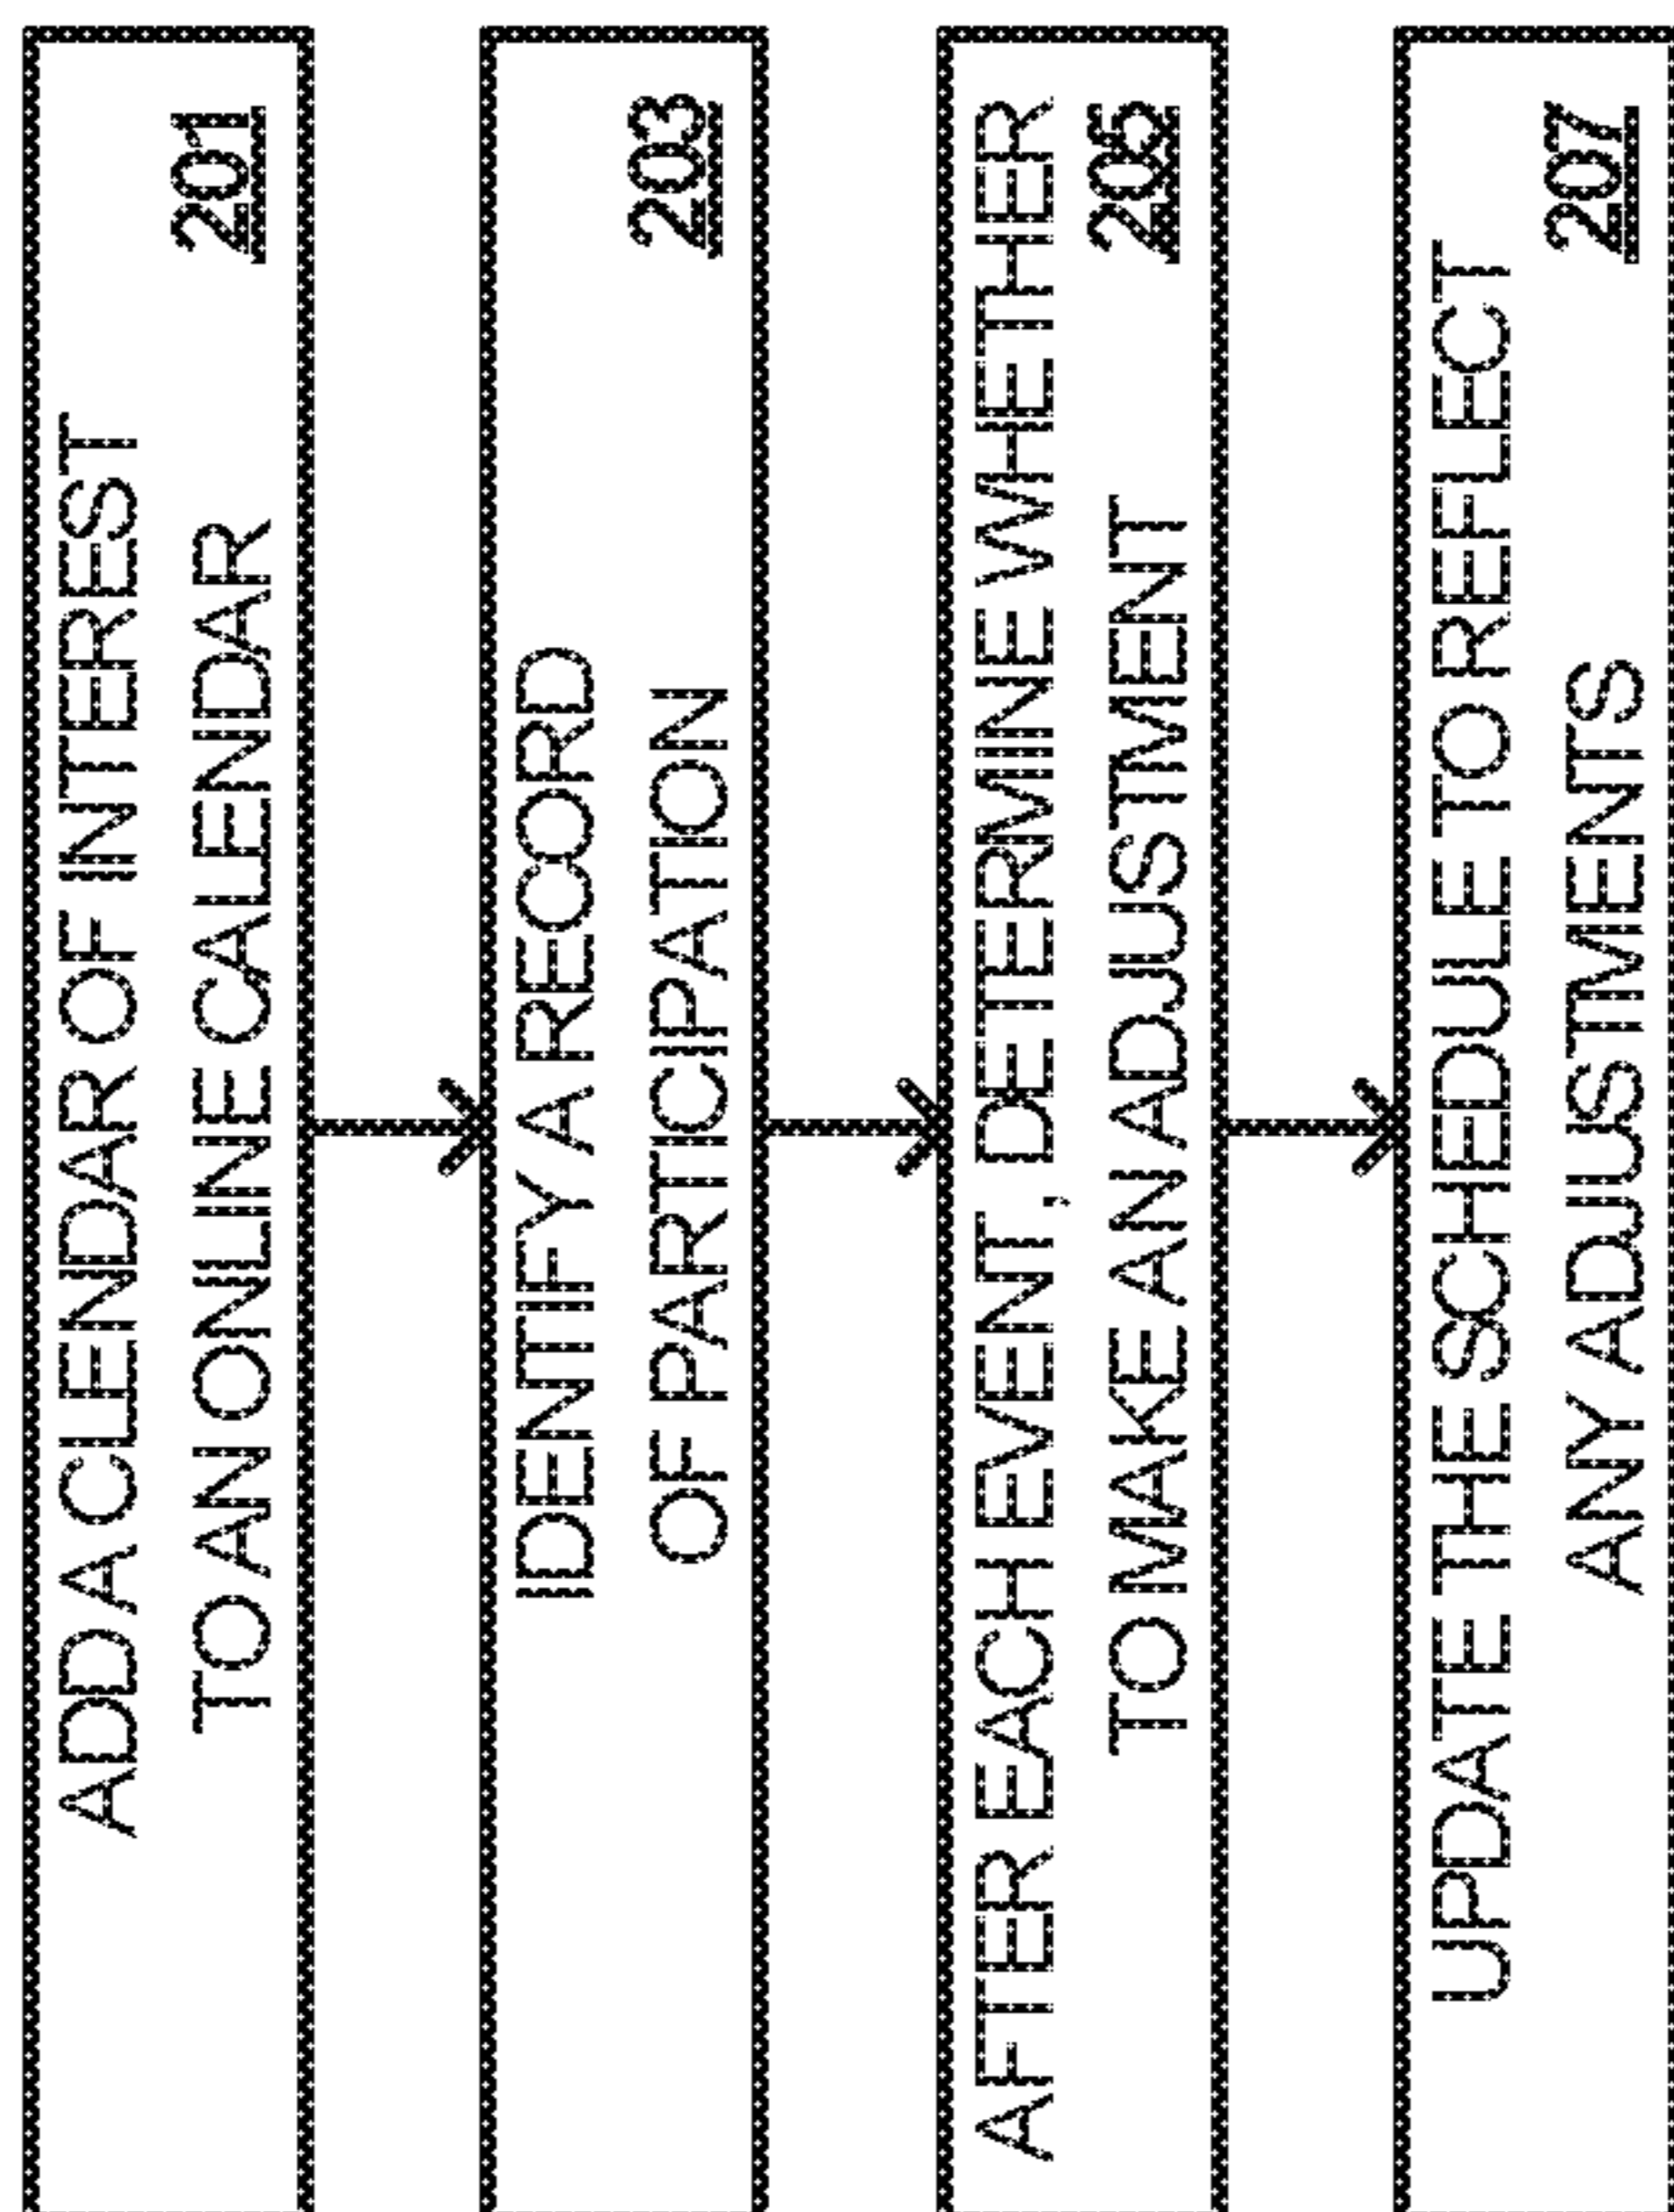 ADD A CLENDAR OF INTEREST
TO AN ONLINE CALENDAR
201
IDENTIFY A RECORD
OF PARTICIPATION
203
AFTER EACH EVENT, DETERMINE WHETHER
TO MAKE AN ADJUSTMENT
205
UPDATE THE SCHEDULE TO REFLECT
ANY ADJUSTMENTS
207